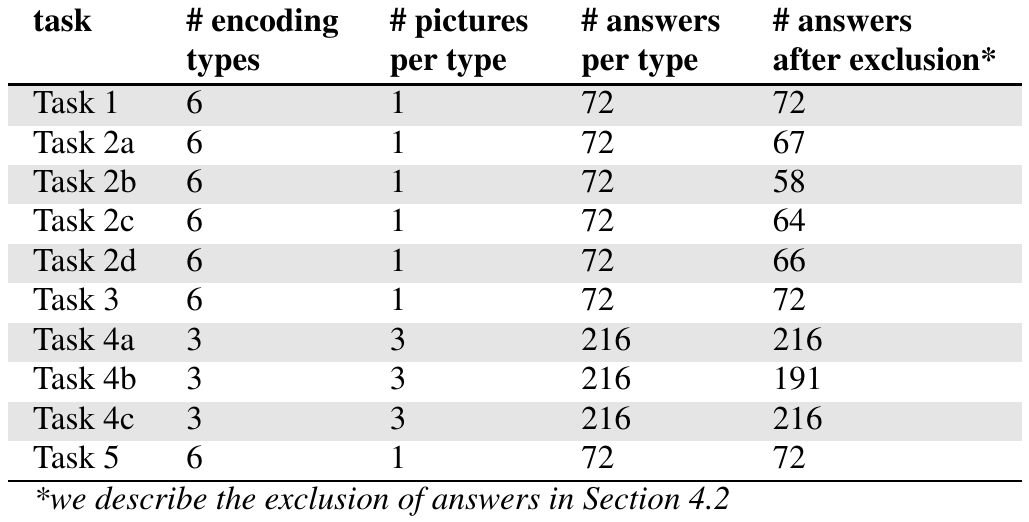 task # encoding types # pictures per type # answers per type # answers after exclusion*
Task 1 6 1 72 72
Task 2a 6 1 72 67
Task 2b 6 1 72 58
Task 2c 6 1 72 64
Task 2d 6 1 72 66
Task 3 6 1 72 72
Task 4a 3 3 216 216
Task 4b 3 3 216 191
Task 4c 3 3 216 216
Task 5 6 1 72 72
*we describe the exclusion of answers in Section 4.2